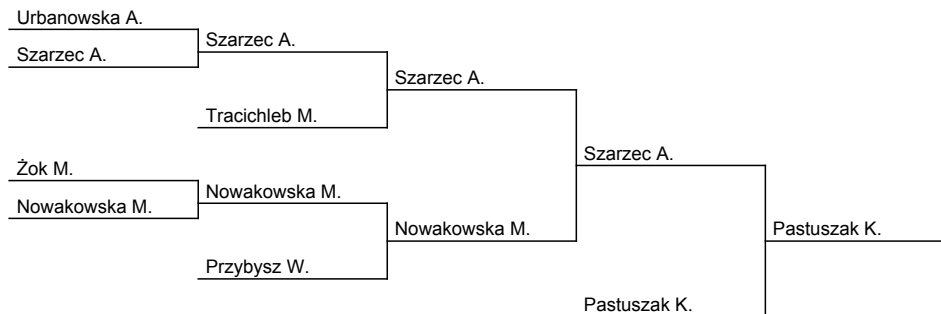 Urbanowska A.
Szarzec A.
Szarzec A.
Szarzec A.
Tracichleb M.
Szarzec A.
Żok M.
Nowakowska M.
Nowakowska M.
Nowakowska M.
Pastuszak K.
Przybysz W.
Pastuszak K.